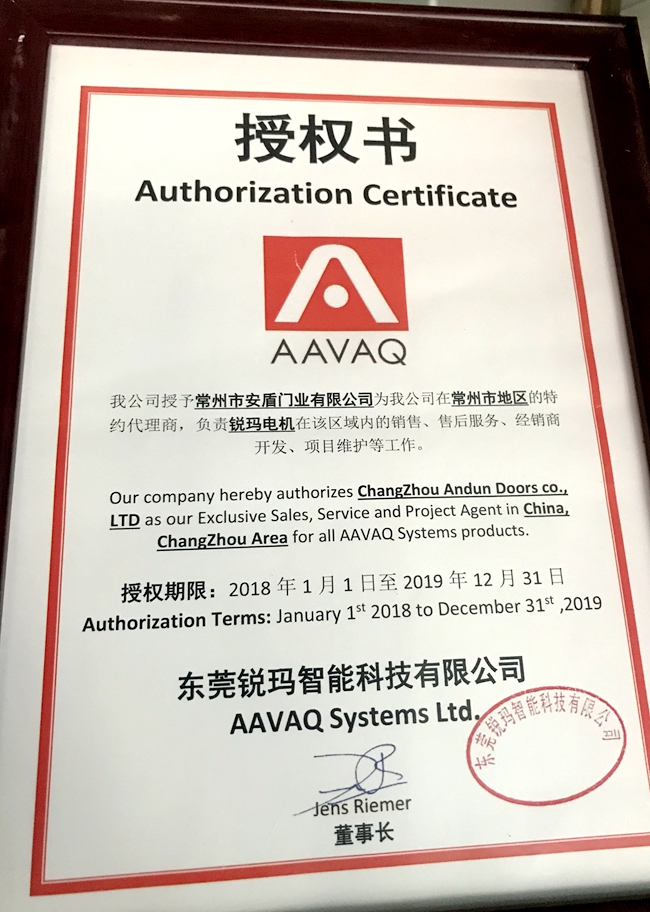 授权书
Authorization Certificate
AAVAQ
我公司授予常州市安盾门业有限公司为我公司在常州市地区的特
约代理商，负责锐玛电机在该区域内的销售、售后服务、经销商
开发、项目维护等工作。
Our company hereby authorizes ChangZhou Andun Doors co.,
LTD as our Exclusive Sales, Service and Project Agent in China,
ChangZhou Area for all AAVAQ Systems products.
授权期限：2018 年 1 月 1 日至 2019 年 12 月 31 日
Authorization Terms: January 1st 2018 to December 31st ,2019
东莞锐玛智能科技有限公司
AAVAQ Systems Ltd.
东莞锐玛智能科技有限公司
Jens Riemer
董事长